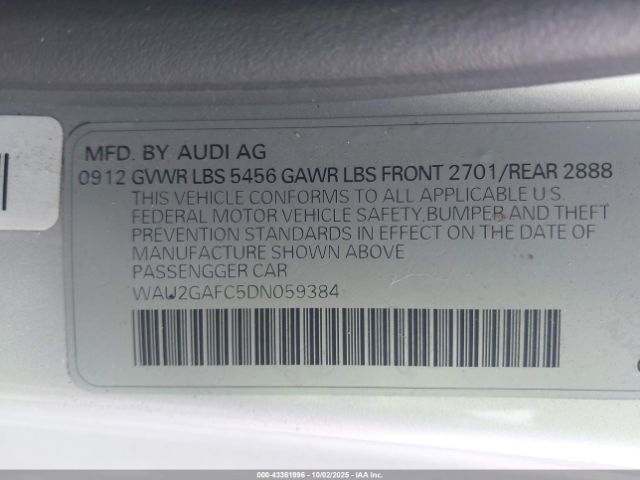 MFD. BY AUDI AG
0912 GVWR LBS 5456 GAWR LBS FRONT 2701/REAR 2888
THIS VEHICLE CONFORMS TO ALL APPLICABLE U.S.
FEDERAL MOTOR VEHICLE SAFETY,BUMPER AND THEFT
PREVENTION STANDARDS IN EFFECT ON THE DATE OF
MANUFACTURE SHOWN ABOVE
PASSENGGER CAR
WAU2GAFC5DN059384
000-43361996 - 10/02/2025 - IAA Inc.